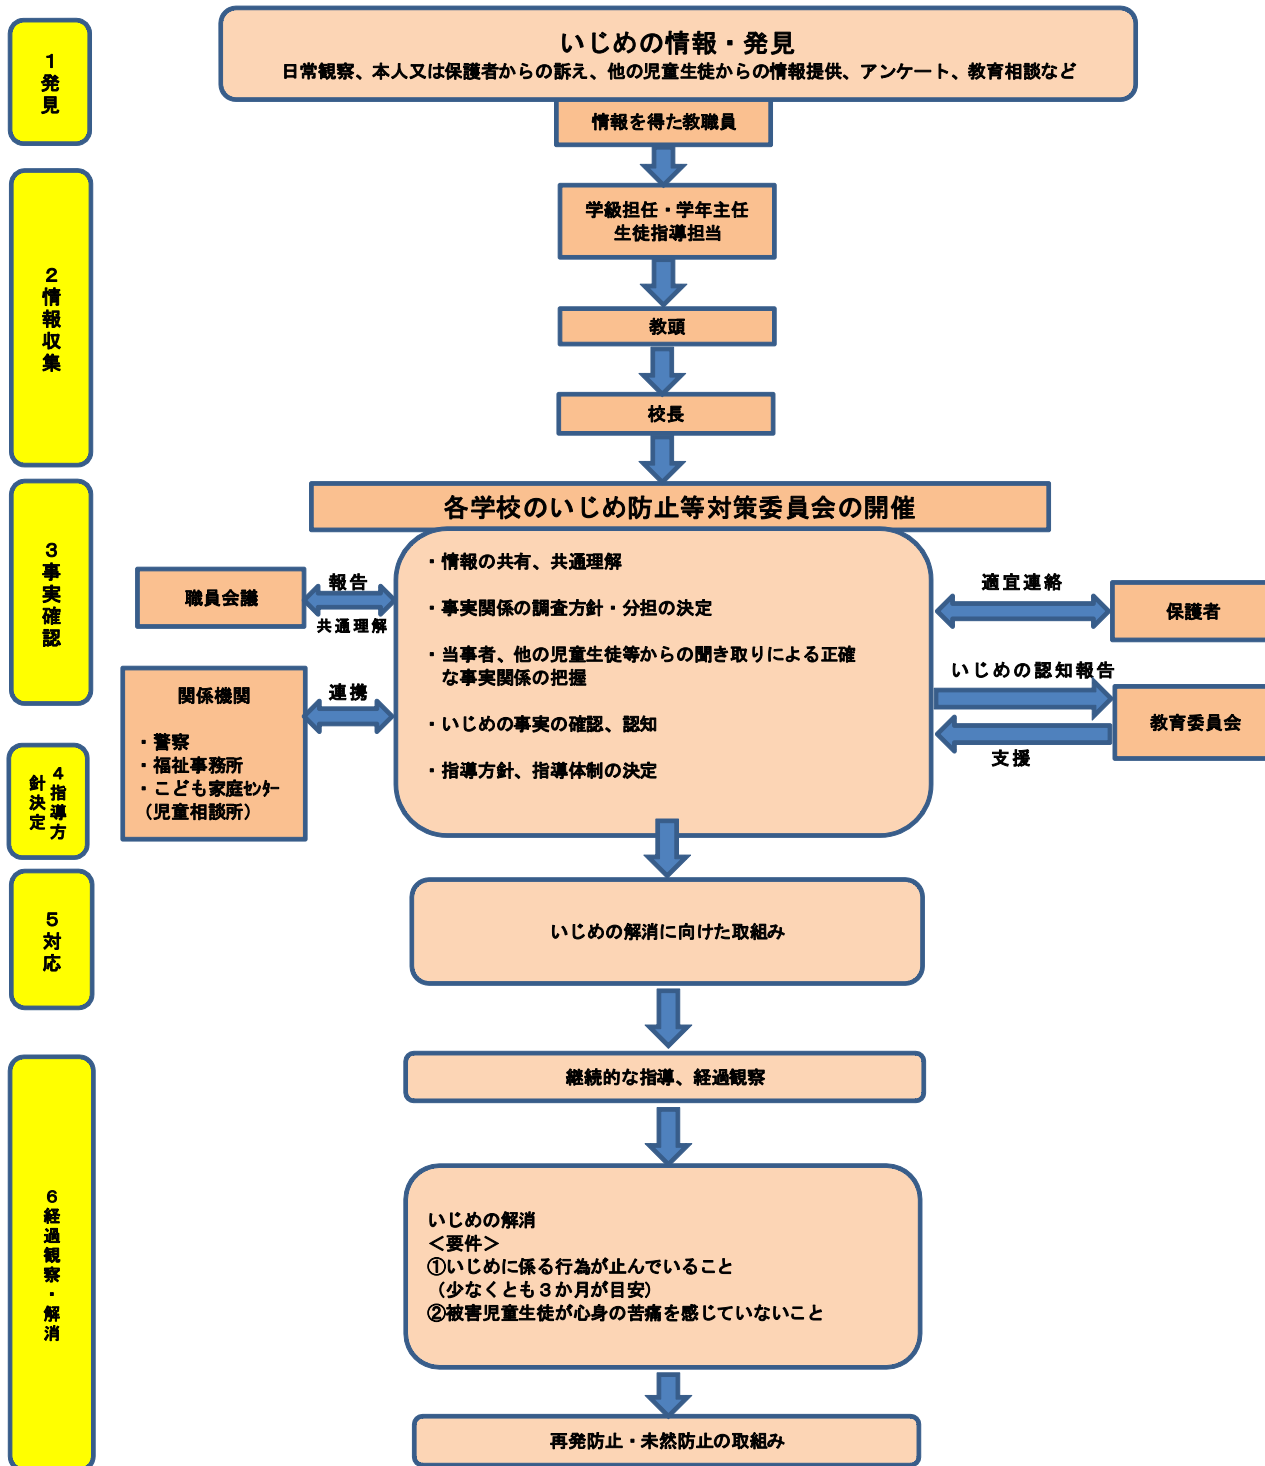 1
発
見
いじめの情報・発見
日常観察、本人又は保護者からの訴え、他の児童生徒からの情報提供、アンケート、教育相談など
情報を得た教職員
2
情
報
収
集
学級担任・学年主任
生徒指導担当
教頭
校長
3
事
実
確
認
各学校のいじめ防止等対策委員会の開催
・情報の共有、共通理解
・事実関係の調査方針・分担の決定
・当事者、他の児童生徒等からの聞き取りによる正確
な事実関係の把握
・いじめの事実の確認、認知
・指導方針、指導体制の決定
職員会議
報告
共通理解
関係機関
・警察
・福祉事務所
・こども家庭センター
（児童相談所）
連携
適宜連絡
保護者
いじめの認知報告
教育委員会
支援
4指導方
針決定
5
対
応
いじめの解消に向けた取組み
6
経
過
観
察
・
解
消
継続的な指導、経過観察
いじめの解消
＜要件＞
①いじめに係る行為が止んでいること
（少なくとも３か月が目安）
②被害児童生徒が心身の苦痛を感じていないこと
再発防止・未然防止の取組み